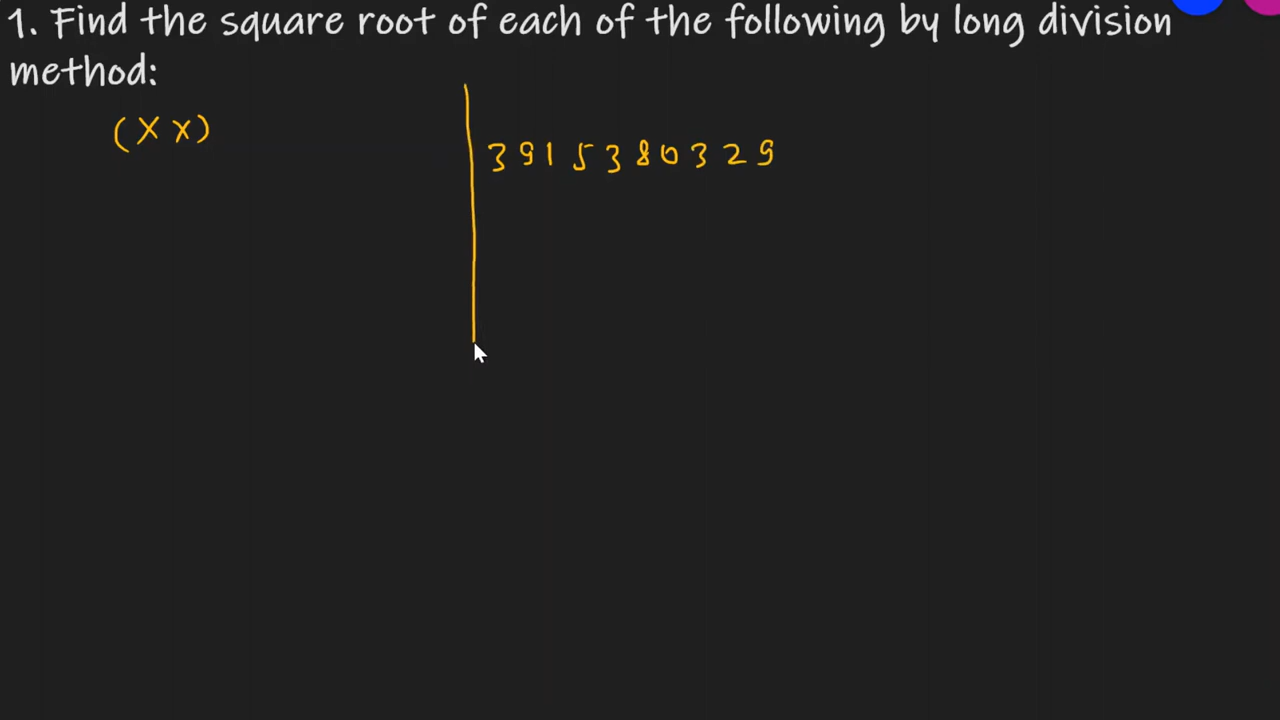 1. Find the square root of each of the following by long division
method:
(XX)
3915380329